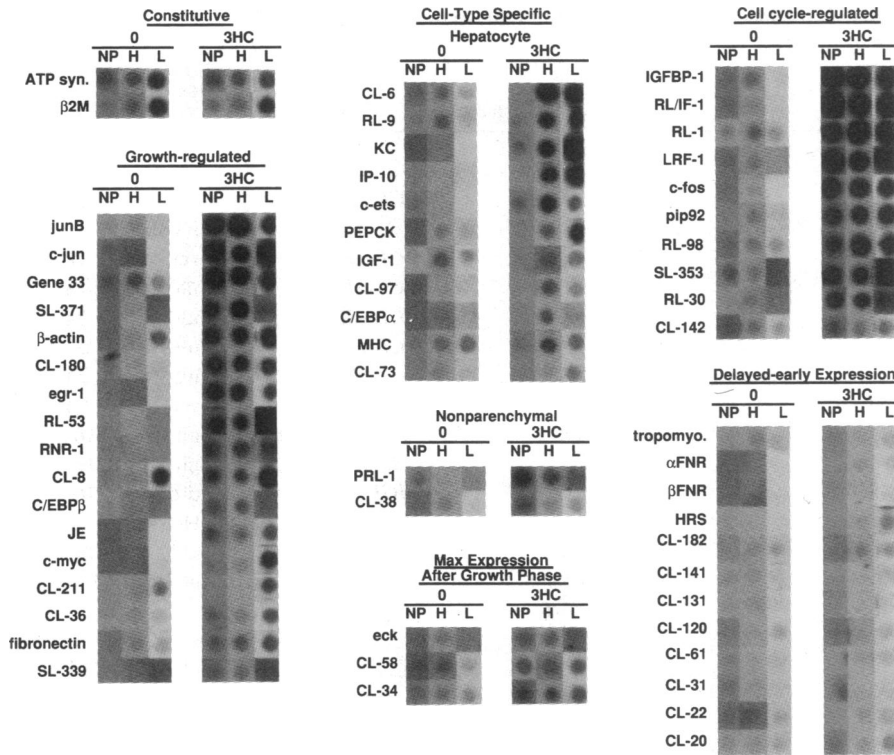 Constitutive
0 3HC
NP H L NP H L
ATP syn.
β2M
Growth-regulated
0 3HC
NP H L NP H L
junB
c-jun
Gene 33
SL-371
β-actin
CL-180
egr-1
RL-53
RNR-1
CL-8
C/EBPβ
JE
c-myc
CL-211
CL-36
fibronectin
SL-339
Cell-Type Specific
Hepatocyte
0 3HC
NP H L NP H L
CL-6
RL-9
KC
IP-10
c-ets
PEPCK
IGF-1
CL-97
C/EBPα
MHC
CL-73
Nonparenchymal
0 3HC
NP H L NP H L
PRL-1
CL-38
Max Expression
After Growth Phase
0 3HC
NP H L NP H L
eck
CL-58
CL-34
Cell cycle-regulated
0 3HC
NP H L NP H L
IGFBP-1
RL/IF-1
RL-1
LRF-1
c-fos
pip92
RL-98
SL-353
RL-30
CL-142
Delayed-early Expression
0 3HC
NP H L NP H L
tropomyo.
αFNR
βFNR
HRS
CL-182
CL-141
CL-131
CL-120
CL-61
CL-31
CL-22
CL-20